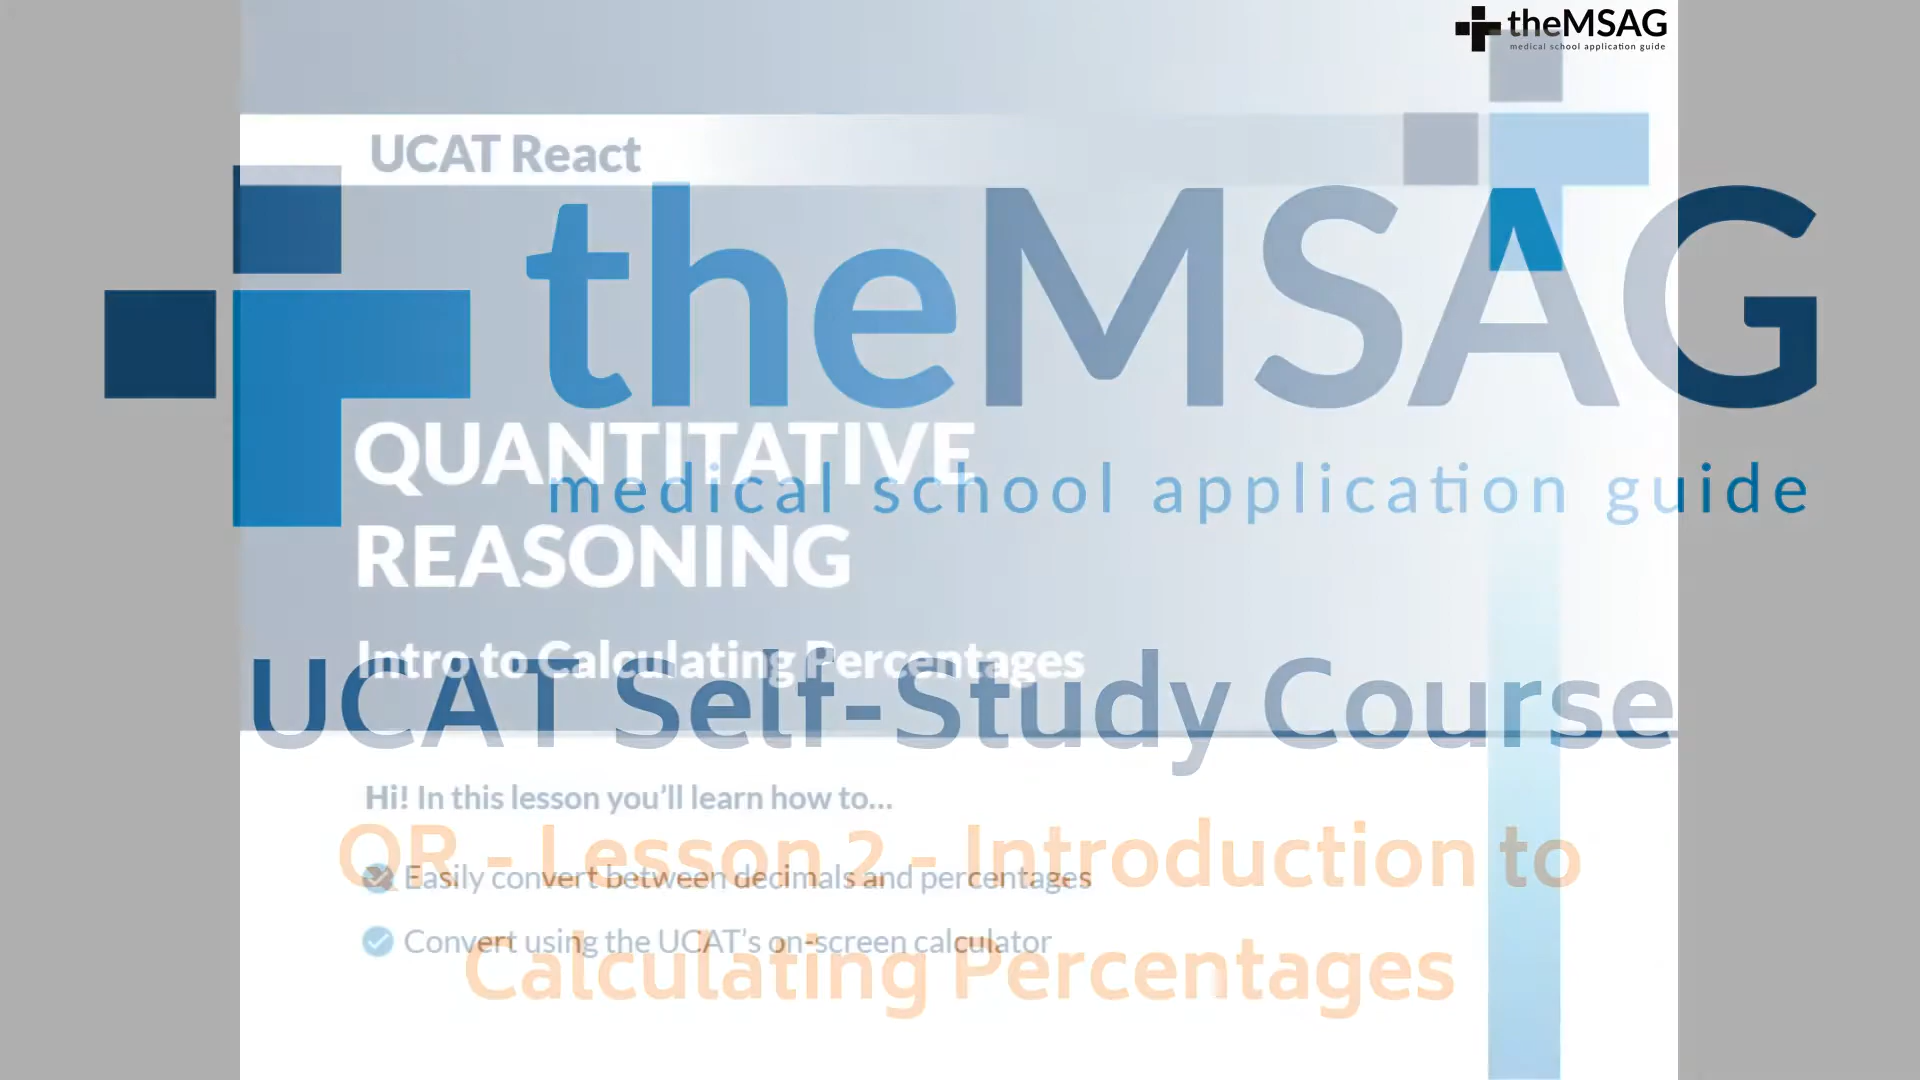 theMSAG
medical school application guide
UCAT React
theMSAG
QUANTITATIVE
medical school application guide
REASONING
Intro to Calculating Percentages
UCAT Self-Study Course
Hi! In this lesson you’ll learn how to...
QR - Lesson 2 - Introduction to
Easily convert between decimals and percentages
Convert using the UCAT’s on-screen calculator
Calculating Percentages